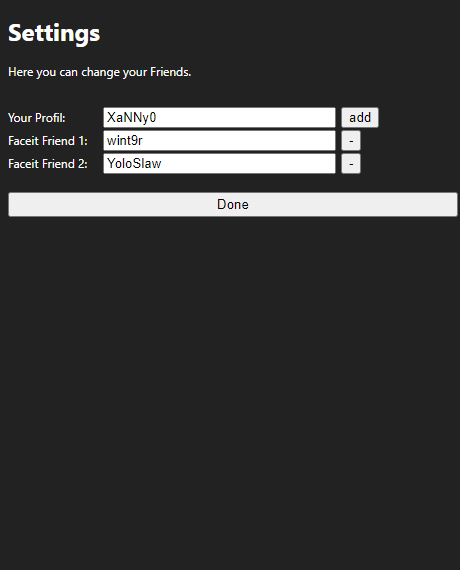 Settings
Here you can change your Friends.
Your Profil: XaNNy0 add
Faceit Friend 1: wint9r -
Faceit Friend 2: YoloSlaw -
Done